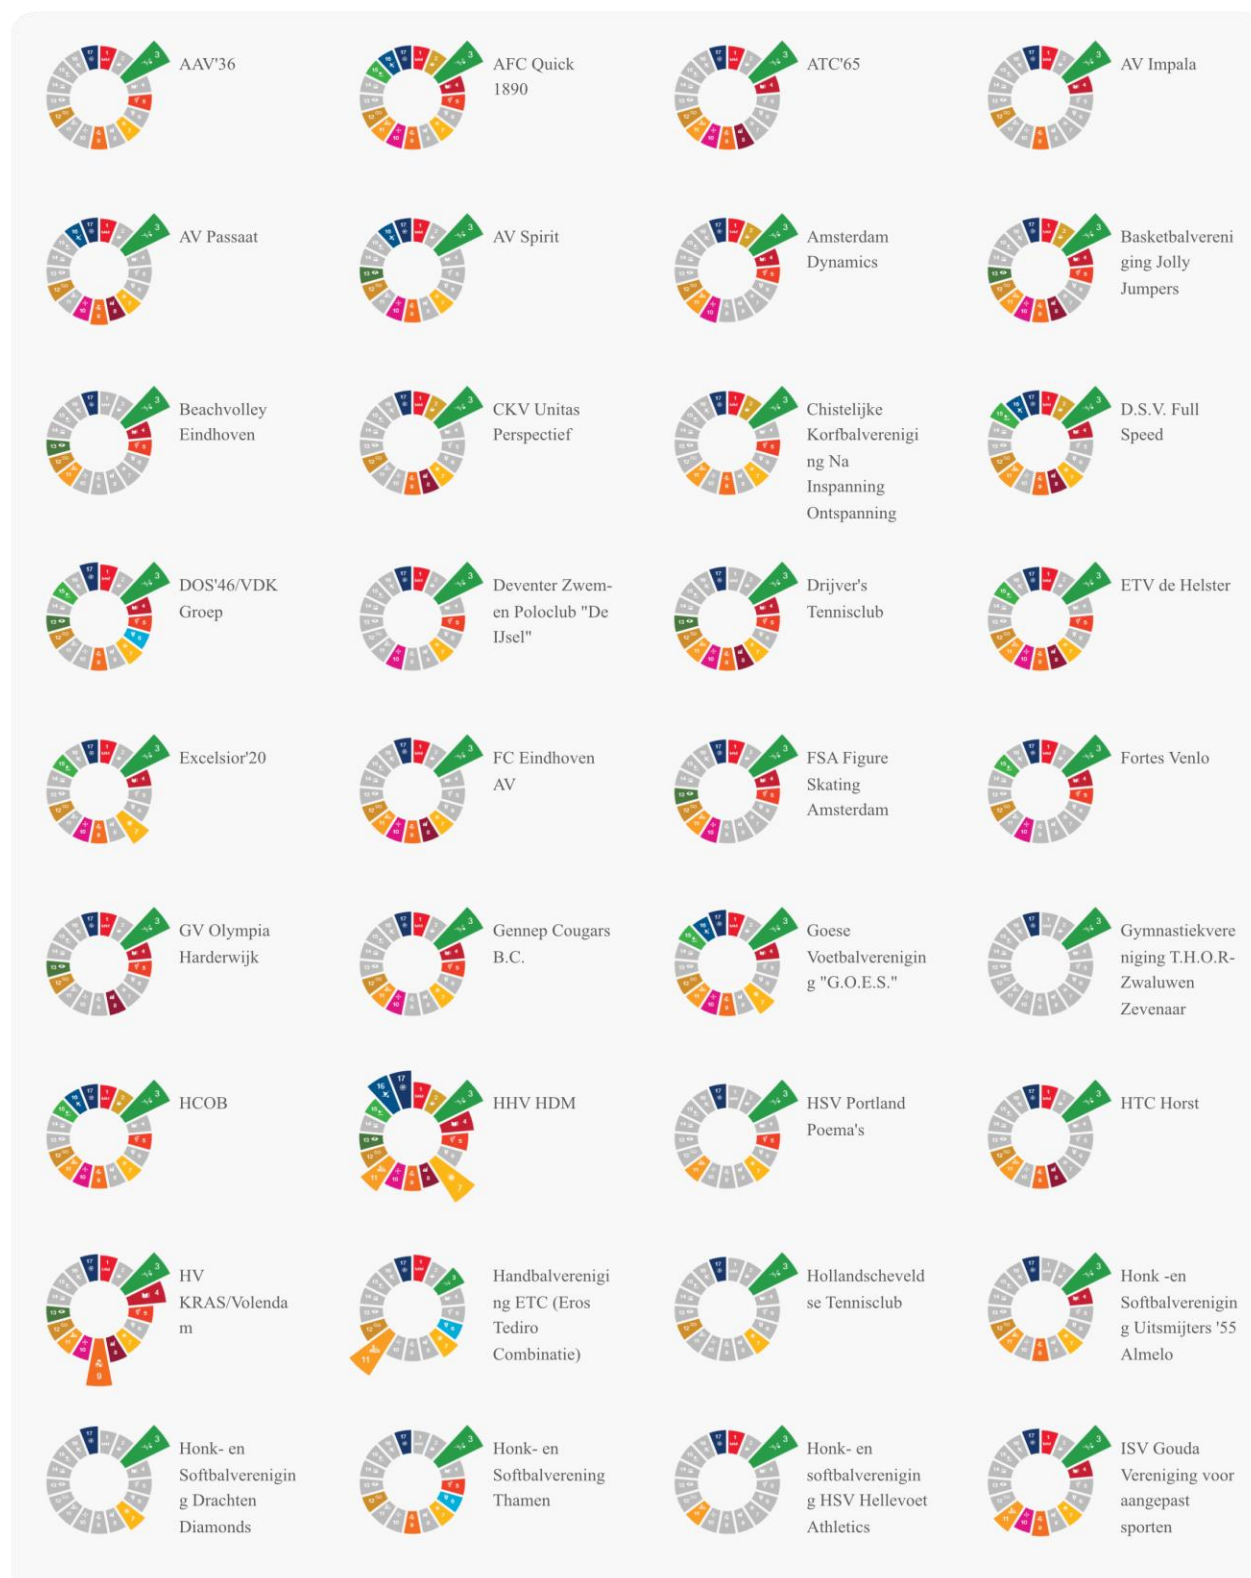 AAV'36
AFC Quick
1890
ATC'65
AV Impala
AV Passaat
AV Spirit
Amsterdam
Dynamics
Basketbalvereni
ging Jolly
Jumpers
Beachvolley
Eindhoven
CKV Unitas
Perspectief
Chistelijke
Korfbalverenigi
ng Na
Inspanning
Ontspanning
D.S.V. Full
Speed
DOS'46/VDK
Groep
Deventer Zwem-
en Poloclub "De
IJsel"
Drijver's
Tennisclub
ETV de Helster
Excelsior'20
FC Eindhoven
AV
FSA Figure
Skating
Amsterdam
Fortes Venlo
GV Olympia
Harderwijk
Gennep Cougars
B.C.
Goese
Voetbalverenigin
g "G.O.E.S."
Gymnastiekvere
niging T.H.O.R-
Zwaluwen
Zevenaar
HCOB
HHV HDM
HSV Portland
Poema's
HTC Horst
HV
KRAS/Volenda
m
Handbalverenigi
ng ETC (Eros
Tediro
Combinatie)
Hollandscheveld
se Tennisclub
Honk -en
Softbalverenigin
g Uitsmijters '55
Almelo
Honk- en
Softbalverenigin
g Drachten
Diamonds
Honk- en
Softbalverening
Thamen
Honk- en
softbalverenigin
g HSV Hellevoet
Athletics
ISV Gouda
Vereniging voor
aangepast
sporten